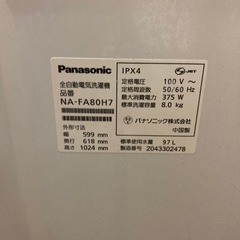 Panasonic
全自動電気洗濯機
品番
NA-FA80H7
外形寸法
幅 599 mm
奥行 618 mm
高さ 1024 mm
IPX4
JET
定格電圧 100 V~
定格周波数 50/60 Hz
最大消費電力 375 W
標準洗濯容量 8.0 kg
パナソニック株式会社
中国製
標準使用水量 97 L
製造番号 2043302478